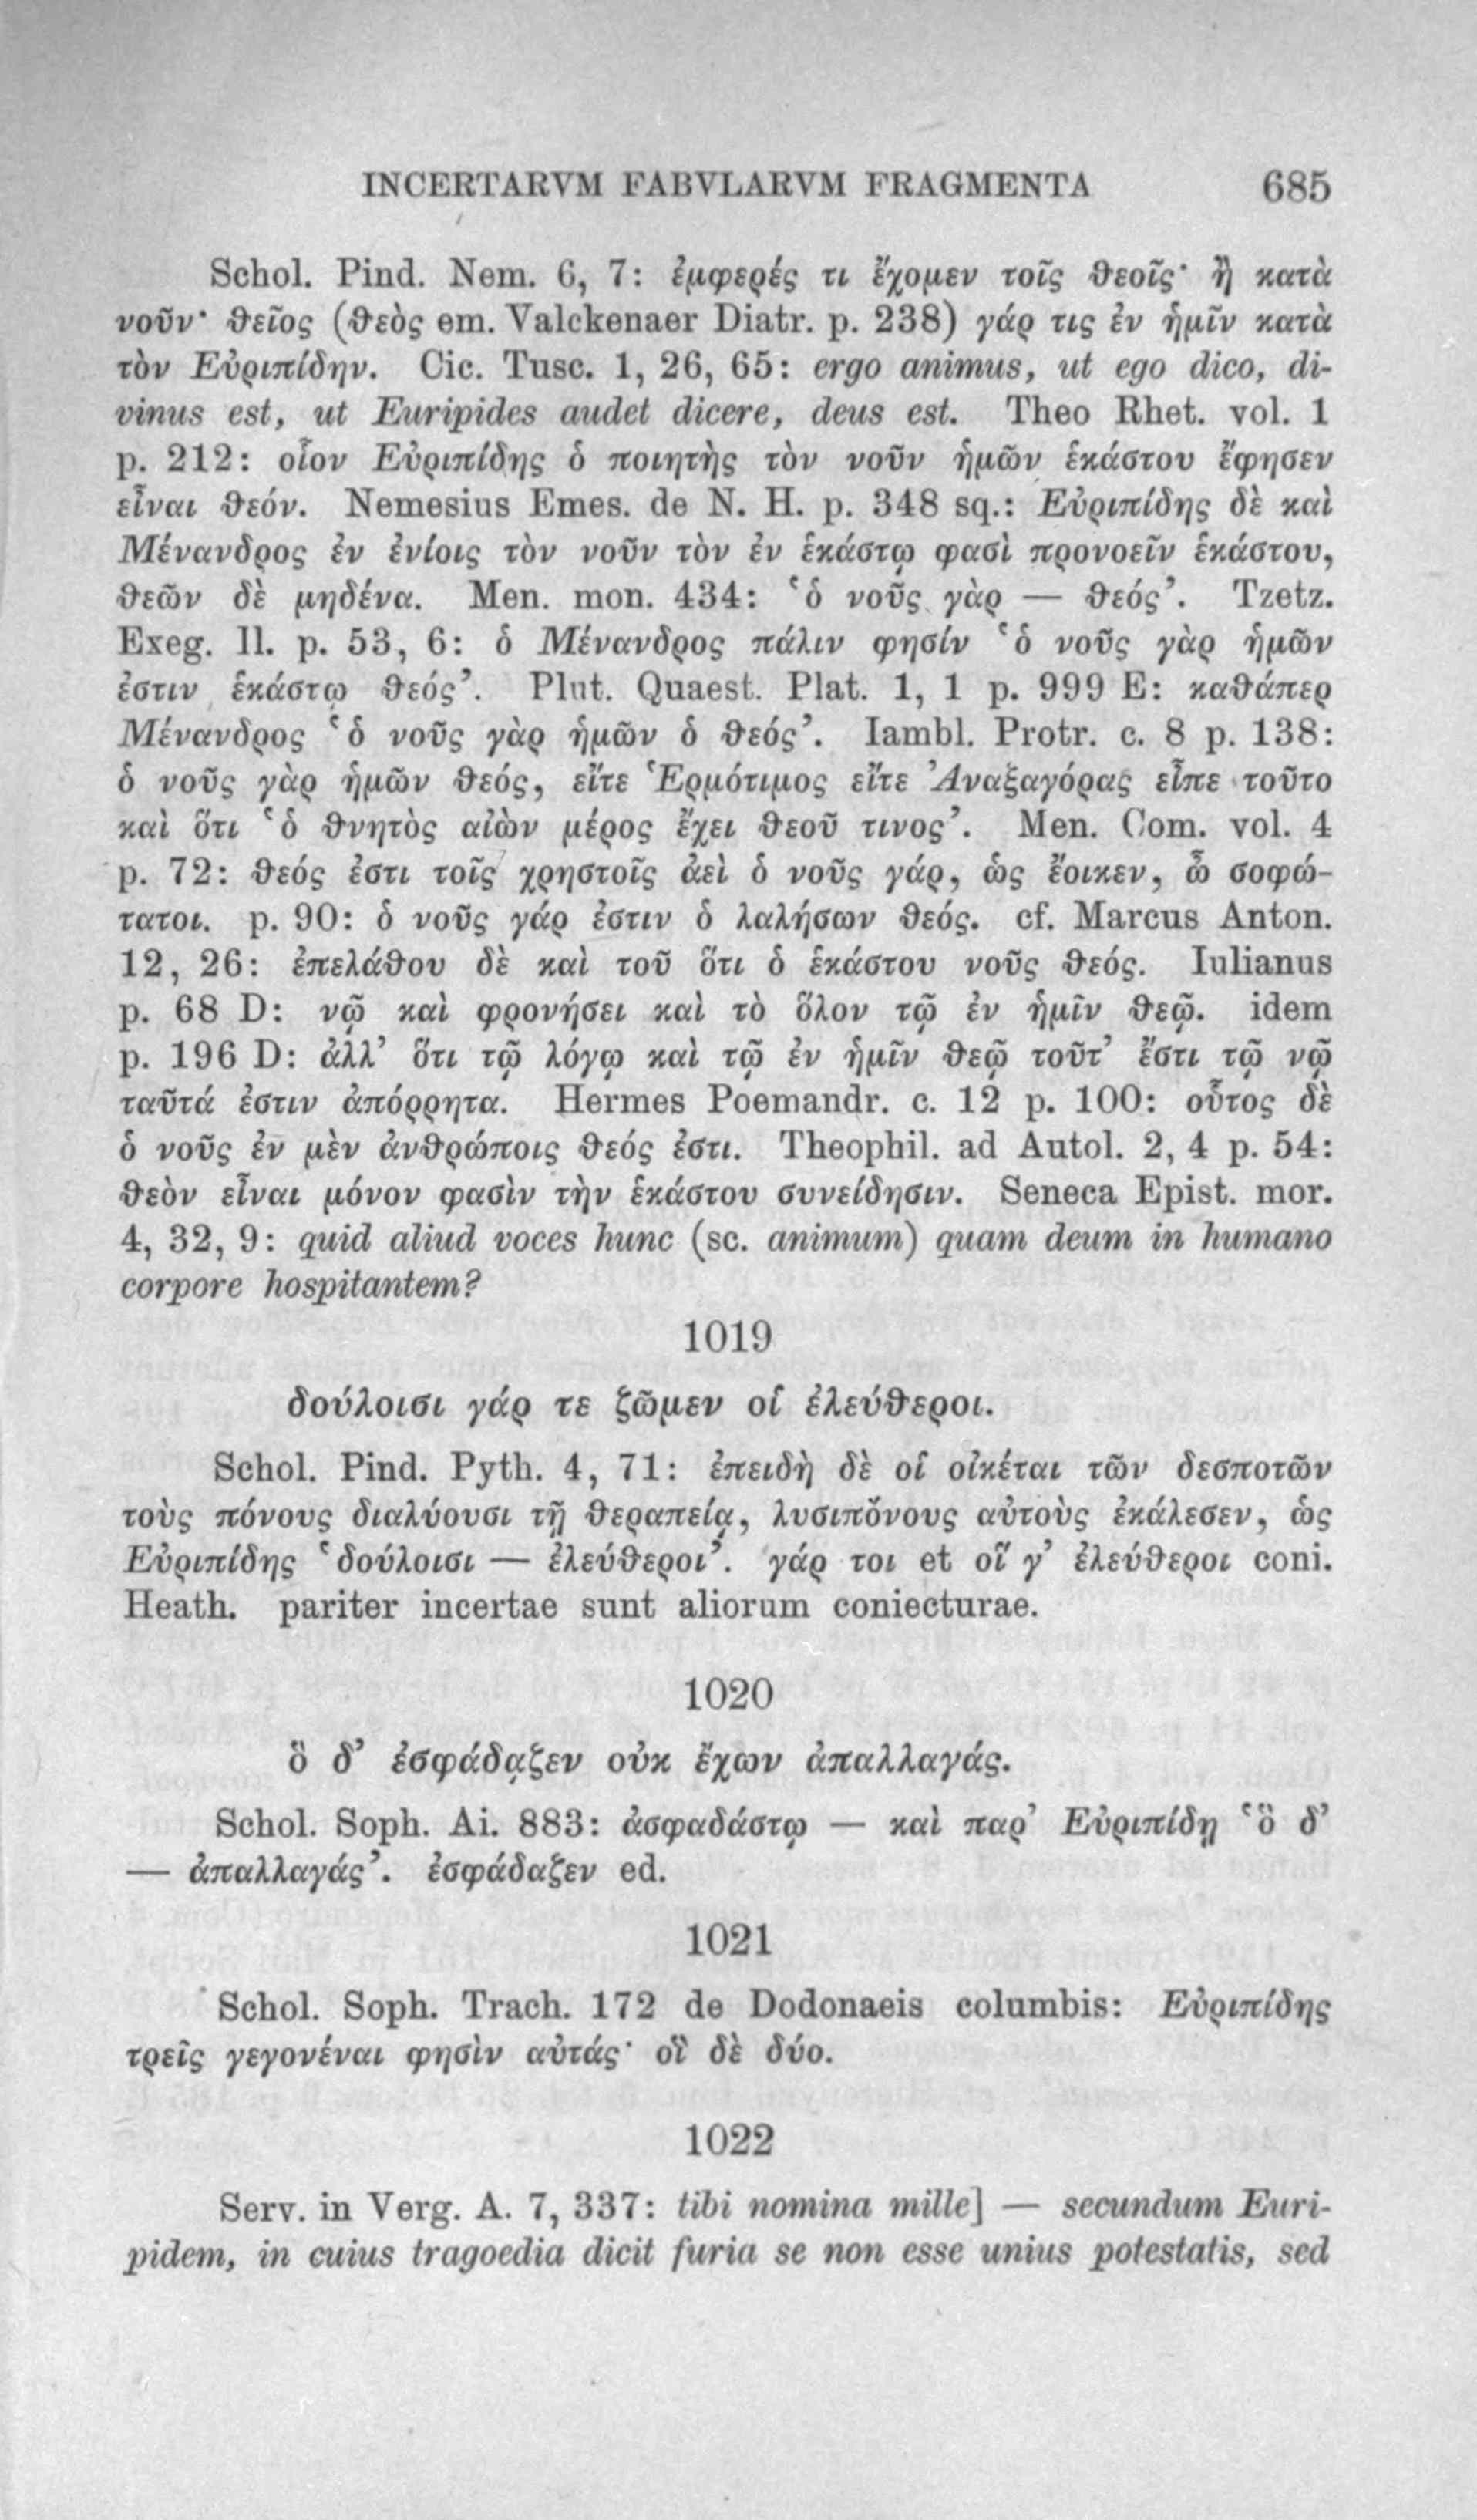 INCERTARVM FABVLARVM FRAGMENTA 685
Schol. Pind. Nem. 6, 7: ἐμφερές τι ἔχομεν τοῖς θεοῖς· ἢ κατὰ
νοῦν· θεῖος (θεὸς em. Valckenaer Diatr. p. 238) γάρ τις ἐν ἡμῖν κατὰ
τὸν Εὐριπίδην. Cic. Tusc. 1, 26, 65: ergo animus, ut ego dico, di-
vinus est, ut Euripides audet dicere, deus est. Theo Rhet. vol. 1
p. 212: οἷον Εὐριπίδης ὁ ποιητὴς τὸν νοῦν ἡμῶν ἑκάστου ἔφησεν
εἶναι θεόν. Nemesius Emes. de N. H. p. 348 sq.: Εὐριπίδης δὲ καὶ
Μένανδρος ἐν ἐνίοις τὸν νοῦν τὸν ἐν ἑκάστῳ φασὶ προνοεῖν ἑκάστου,
θεῶν δὲ μηδένα. Men. mon. 434: ‘ὁ νοῦς γὰρ — θεός’. Tzetz.
Exeg. Il. p. 53, 6: ὁ Μένανδρος πάλιν φησίν ‘ὁ νοῦς γὰρ ἡμῶν
ἐστιν ἑκάστῳ θεός’. Plut. Quaest. Plat. 1, 1 p. 999 E: καθάπερ
Μένανδρος ‘ὁ νοῦς γὰρ ἡμῶν ὁ θεός’. Iambl. Protr. c. 8 p. 138:
ὁ νοῦς γὰρ ἡμῶν θεός, εἴτε Ἑρμότιμος εἴτε Ἀναξαγόρας εἶπε τοῦτο
καὶ ὅτι ‘ὁ θνητὸς αἰὼν μέρος ἔχει θεοῦ τινος’. Men. Com. vol. 4
p. 72: θεός ἐστι τοῖς χρηστοῖς ἀεὶ ὁ νοῦς γάρ, ὡς ἔοικεν, ὦ σοφώ-
τατοι. p. 90: ὁ νοῦς γάρ ἐστιν ὁ λαλήσων θεός. cf. Marcus Anton.
12, 26: ἐπελάθου δὲ καὶ τοῦ ὅτι ὁ ἑκάστου νοῦς θεός. Iulianus
p. 68 D: νῷ καὶ φρονήσει καὶ τὸ ὅλον τῷ ἐν ἡμῖν θεῷ. idem
p. 196 D: ἀλλ’ ὅτι τῷ λόγῳ καὶ τῷ ἐν ἡμῖν θεῷ τοῦτ’ ἔστι τῷ νῷ
ταῦτά ἐστιν ἀπόρρητα. Hermes Poemandr. c. 12 p. 100: οὗτος δὲ
ὁ νοῦς ἐν μὲν ἀνθρώποις θεός ἐστι. Theophil. ad Autol. 2, 4 p. 54:
θεὸν εἶναι μόνον φασὶν τὴν ἑκάστου συνείδησιν. Seneca Epist. mor.
4, 32, 9: quid aliud voces hunc (sc. animum) quam deum in humano
corpore hospitantem?
1019
δούλοισι γάρ τε ζῶμεν οἱ ἐλεύθεροι.
Schol. Pind. Pyth. 4, 71: ἐπειδὴ δὲ οἱ οἰκέται τῶν δεσποτῶν
τοὺς πόνους διαλύουσι τῇ θεραπείᾳ, λυσιπόνους αὐτοὺς ἐκάλεσεν, ὡς
Εὐριπίδης ‘δούλοισι — ἐλεύθεροι’. γάρ τοι et οἵ γ’ ἐλεύθεροι coni.
Heath. pariter incertae sunt aliorum coniecturae.
1020
ὃ δ’ ἐσφάδᾳζεν οὐκ ἔχων ἀπαλλαγάς.
Schol. Soph. Ai. 883: ἀσφαδάστῳ — καὶ παρ’ Εὐριπίδῃ ‘ὃ δ’
— ἀπαλλαγάς’. ἐσφάδαζεν ed.
1021
Schol. Soph. Trach. 172 de Dodonaeis columbis: Εὐριπίδης
τρεῖς γεγονέναι φησὶν αὐτάς· οἳ δὲ δύο.
1022
Serv. in Verg. A. 7, 337: tibi nomina mille] — secundum Euri-
pidem, in cuius tragoedia dicit furia se non esse unius potestatis, sed